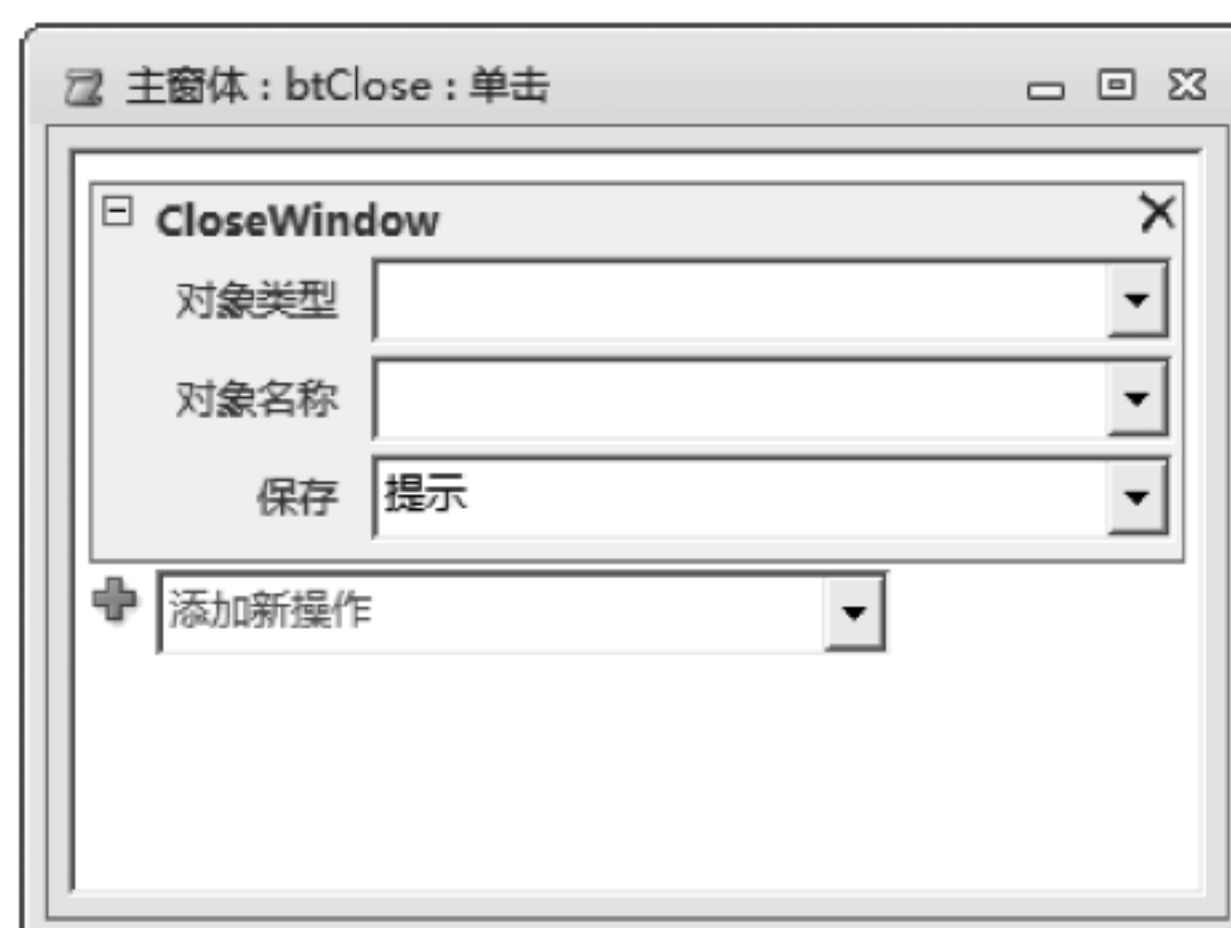 主窗体 : btClose : 单击
CloseWindow
对象类型
对象名称
保存 提示
添加新操作